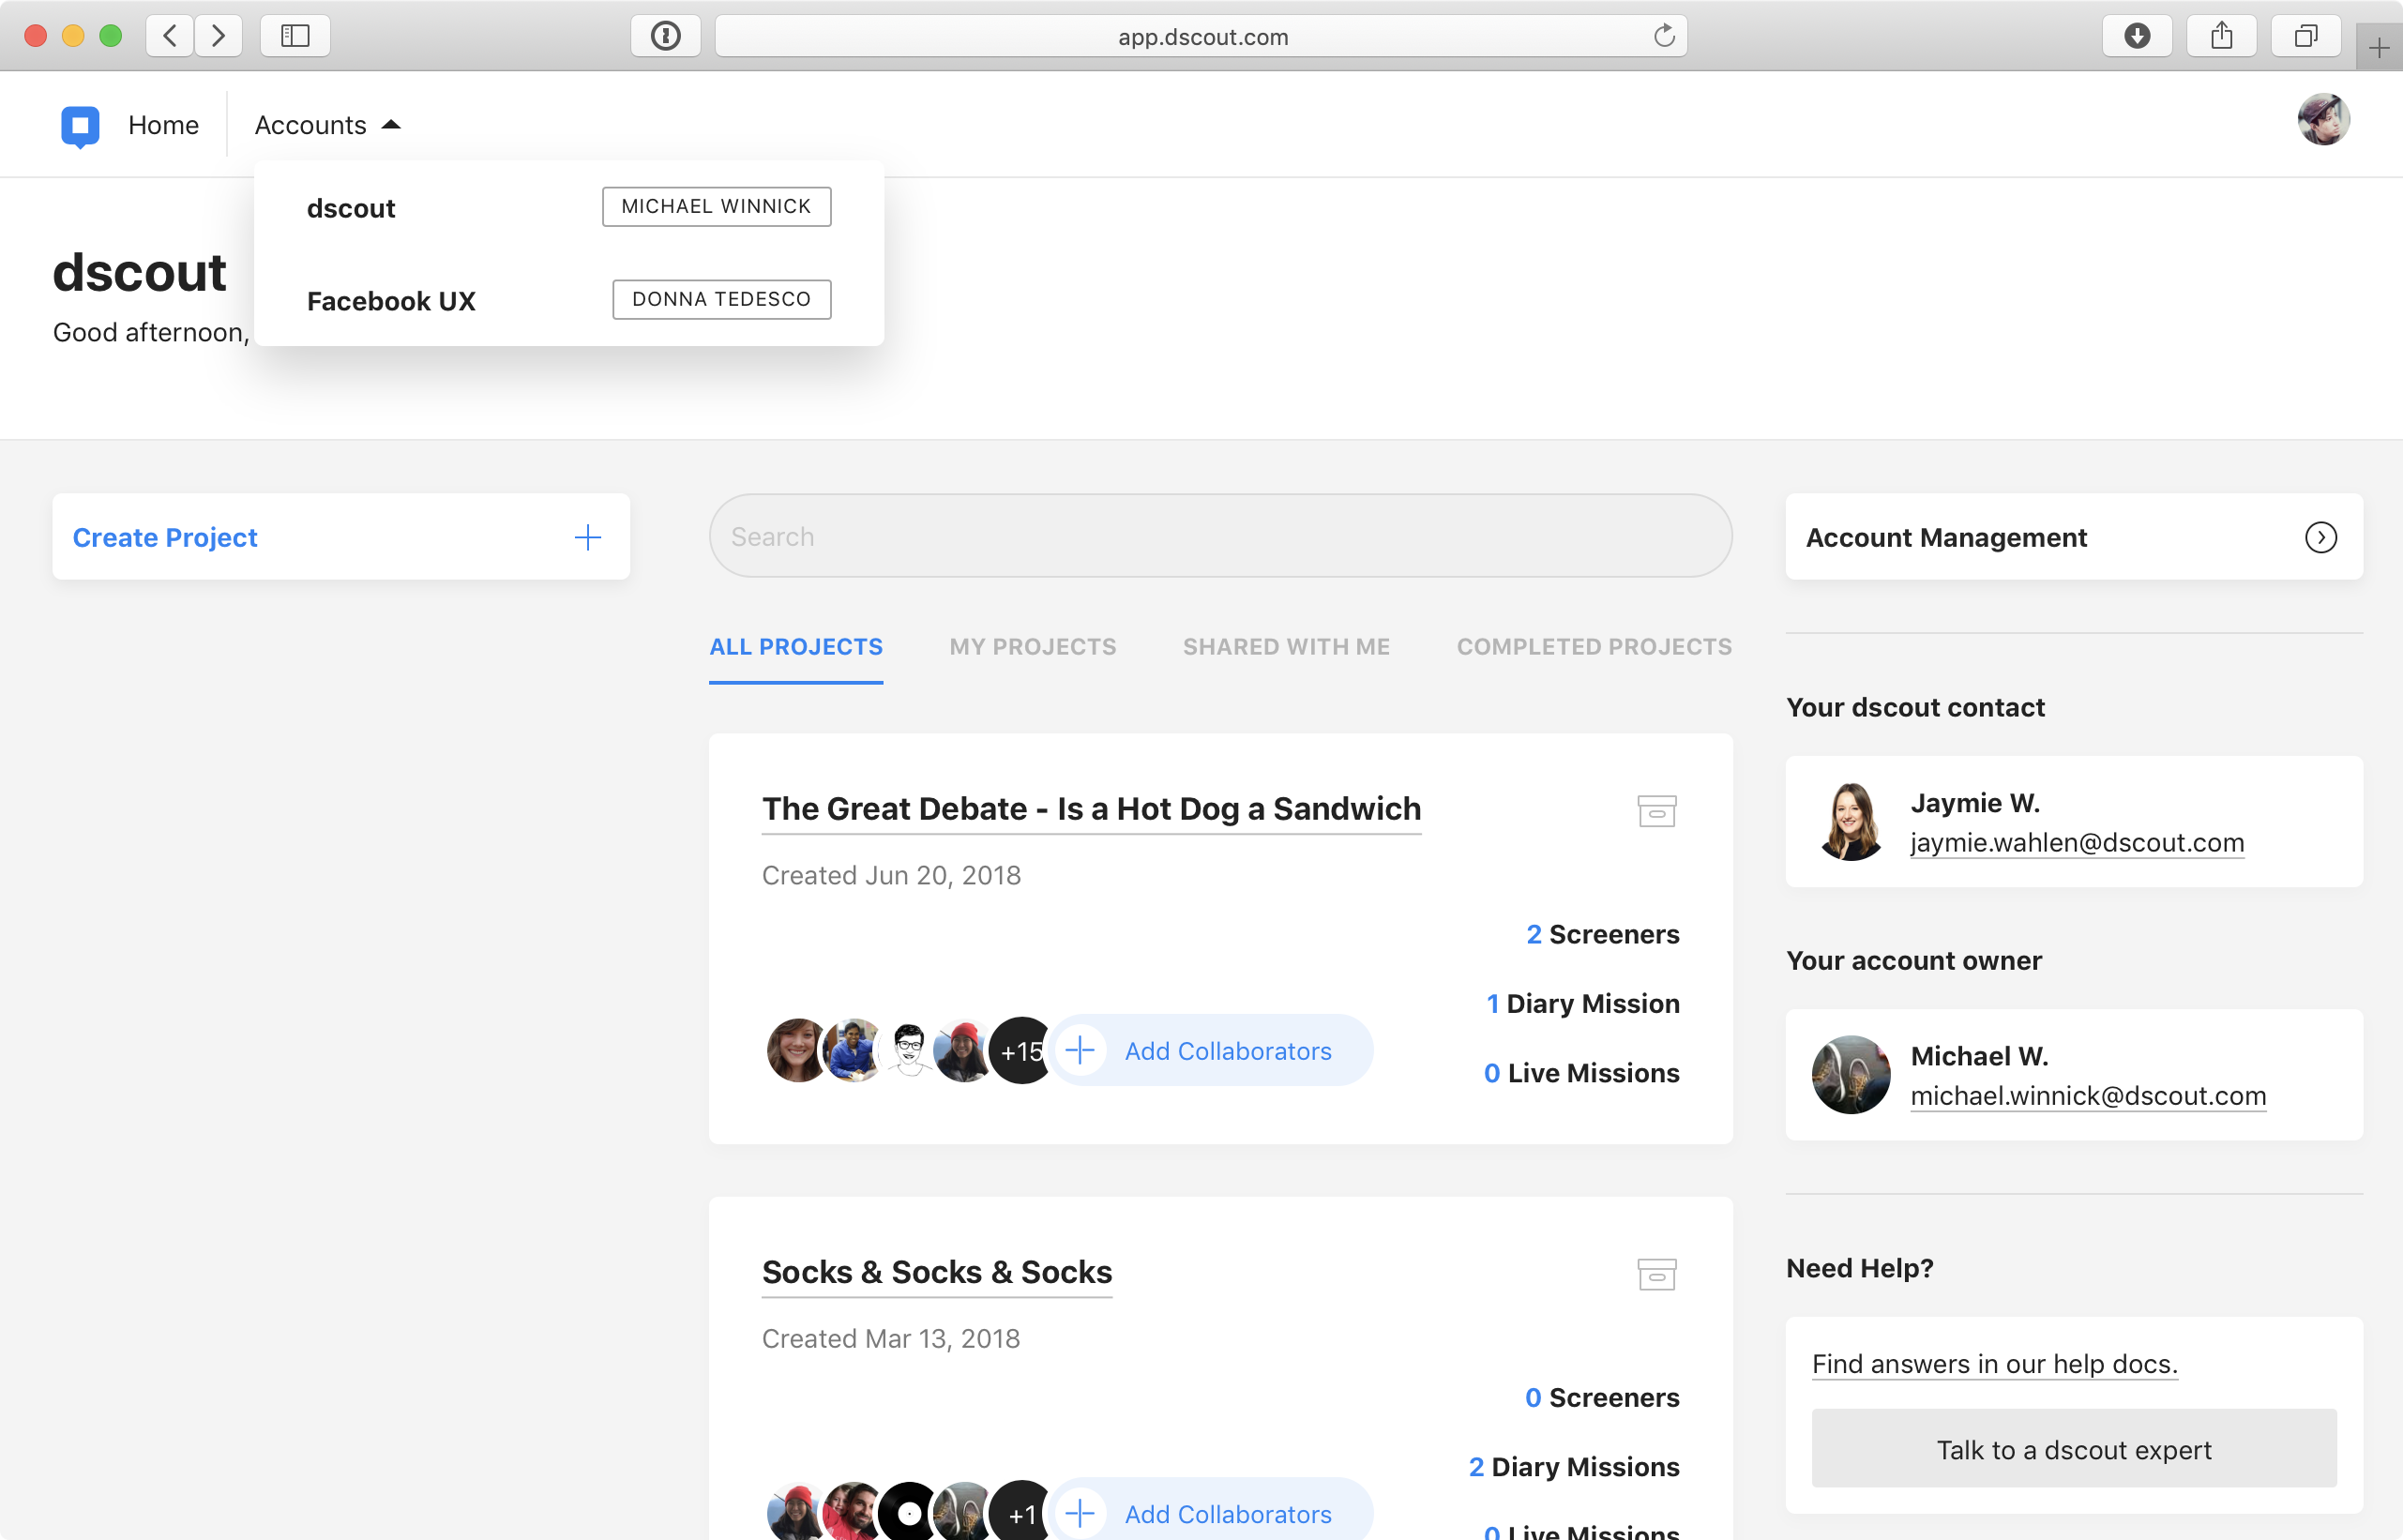 app.dscout.com
Home
Accounts
dscout
MICHAEL WINNICK
Facebook UX
DONNA TEDESCO
dscout
Good afternoon,
Create Project
Search
ALL PROJECTS
MY PROJECTS
SHARED WITH ME
COMPLETED PROJECTS
The Great Debate - Is a Hot Dog a Sandwich
Created Jun 20, 2018
2 Screeners
1 Diary Mission
0 Live Missions
+15
Add Collaborators
Socks & Socks & Socks
Created Mar 13, 2018
0 Screeners
2 Diary Missions
0 Live Missions
+1
Add Collaborators
Account Management
Your dscout contact
Jaymie W.
jaymie.wahlen@dscout.com
Your account owner
Michael W.
michael.winnick@dscout.com
Need Help?
Find answers in our help docs.
Talk to a dscout expert